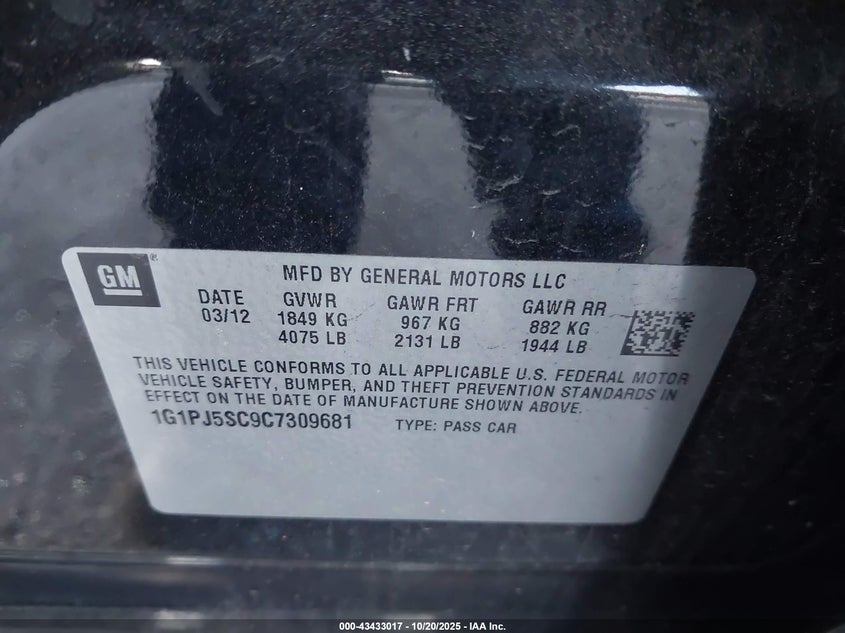 GM®
MFD BY GENERAL MOTORS LLC
DATE GVWR GAWR FRT GAWR RR
03/12 1849 KG 967 KG 882 KG
4075 LB 2131 LB 1944 LB
THIS VEHICLE CONFORMS TO ALL APPLICABLE U.S. FEDERAL MOTOR
VEHICLE SAFETY, BUMPER, AND THEFT PREVENTION STANDARDS IN
EFFECT ON THE DATE OF MANUFACTURE SHOWN ABOVE.
1G1PJ5SC9C7309681 TYPE: PASS CAR
000-43433017 - 10/20/2025 - IAA Inc.